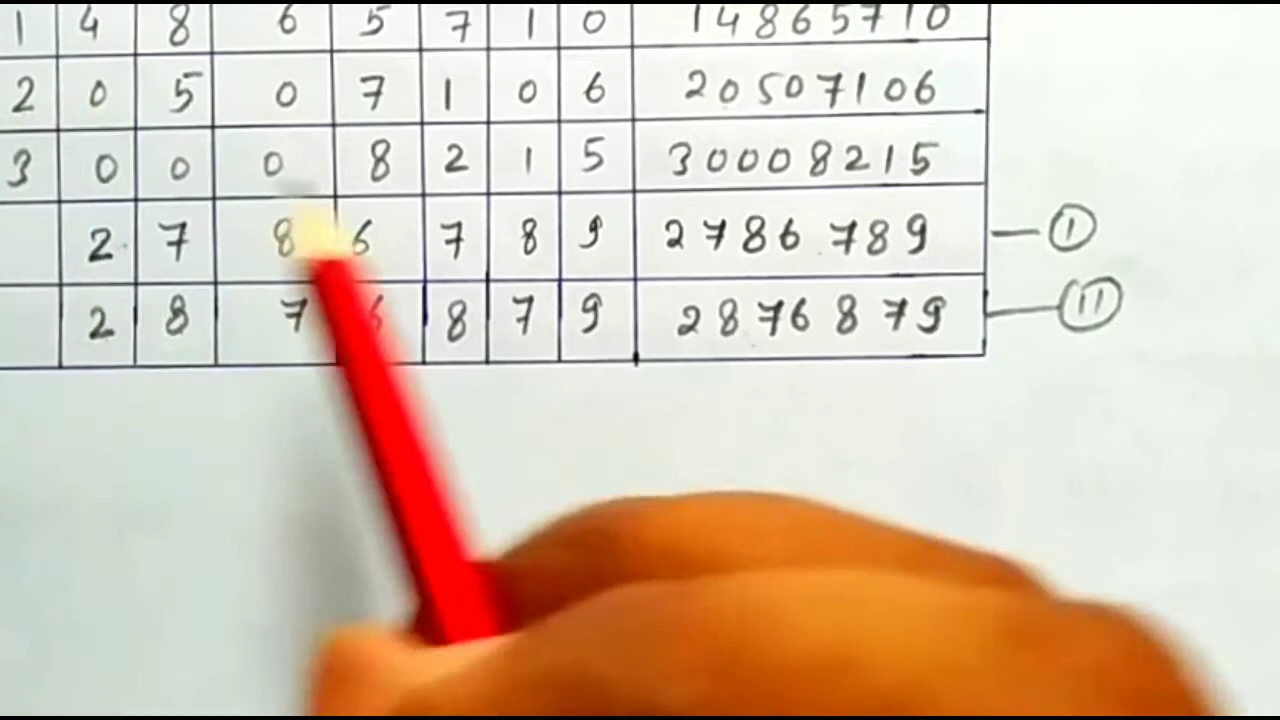 1 4 8 6 5 7 1 0 14865710
2 0 5 0 7 1 0 6 20507106
3 0 0 0 8 2 1 5 30008215
2 7 8 6 7 8 9 2786789 — I
2 8 7 6 8 7 9 2876879 — II